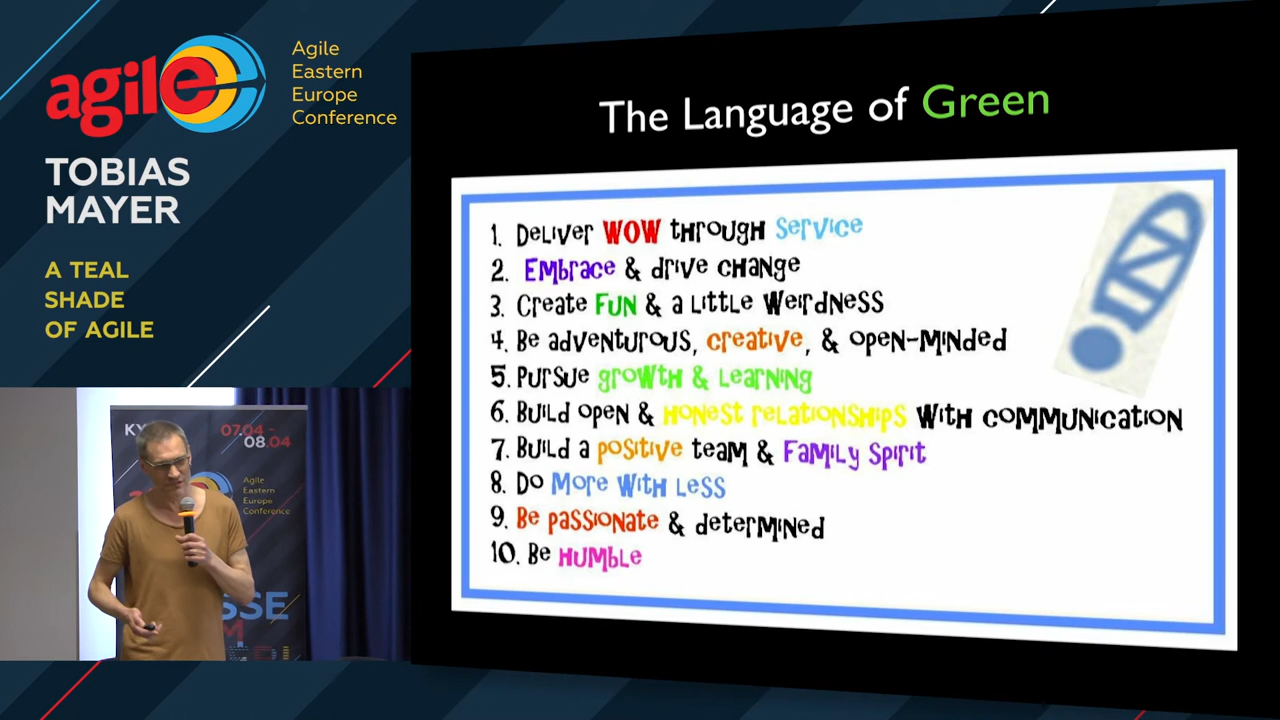 agile
Agile
Eastern
Europe
Conference
TOBIAS
MAYER
A TEAL
SHADE
OF AGILE
The Language of Green
1. Deliver WOW through Service
2. Embrace & drive change
3. Create Fun & a Little Weirdness
4. Be adventurous, creative, & open-minded
5. Pursue growth & Learning
6. Build open & Honest relationships With communication
7. Build a positive team & Family Spirit
8. Do More With Less
9. Be passionate & determined
10. Be Humble
07.04 -
08.04
Agile
Eastern
Europe
Conference